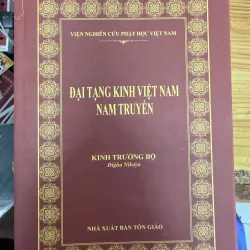 VIỆN NGHIÊN CỨU PHẬT HỌC VIỆT NAM
ĐẠI TẠNG KINH VIỆT NAM
NAM TRUYỀN
KINH TRƯỜNG BỘ
Dīgha Nikāya
NHÀ XUẤT BẢN TÔN GIÁO